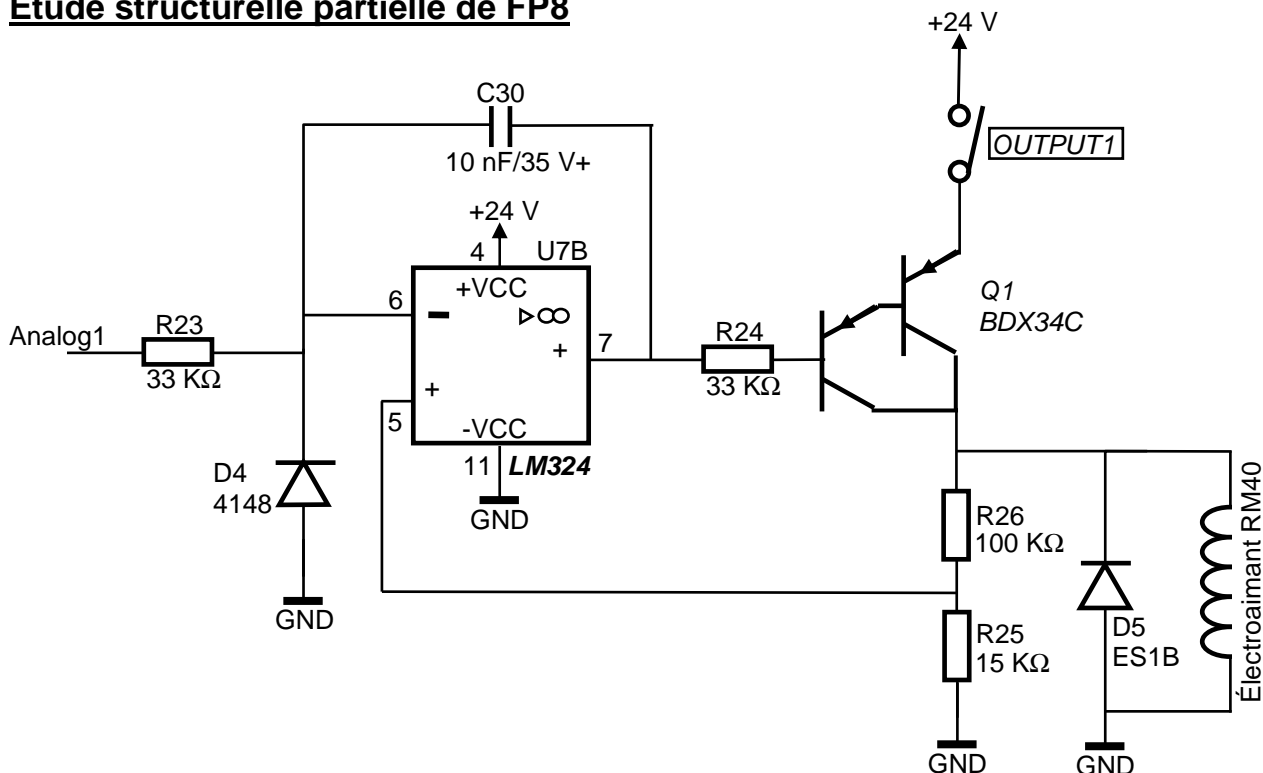 Etude structurelle partielle de FP8
+24 V
C30
OUTPUT1
10 nF/35 V+
+24 V
4
U7B
+VCC
6
-
▷∞
Q1
BDX34C
Analog1
R23
+
7
R24
33 KΩ
33 KΩ
+
5
-VCC
D4
4148
11
LM324
GND
R26
100 KΩ
Électroaimant RM40
GND
R25
15 KΩ
D5
ES1B
GND
GND